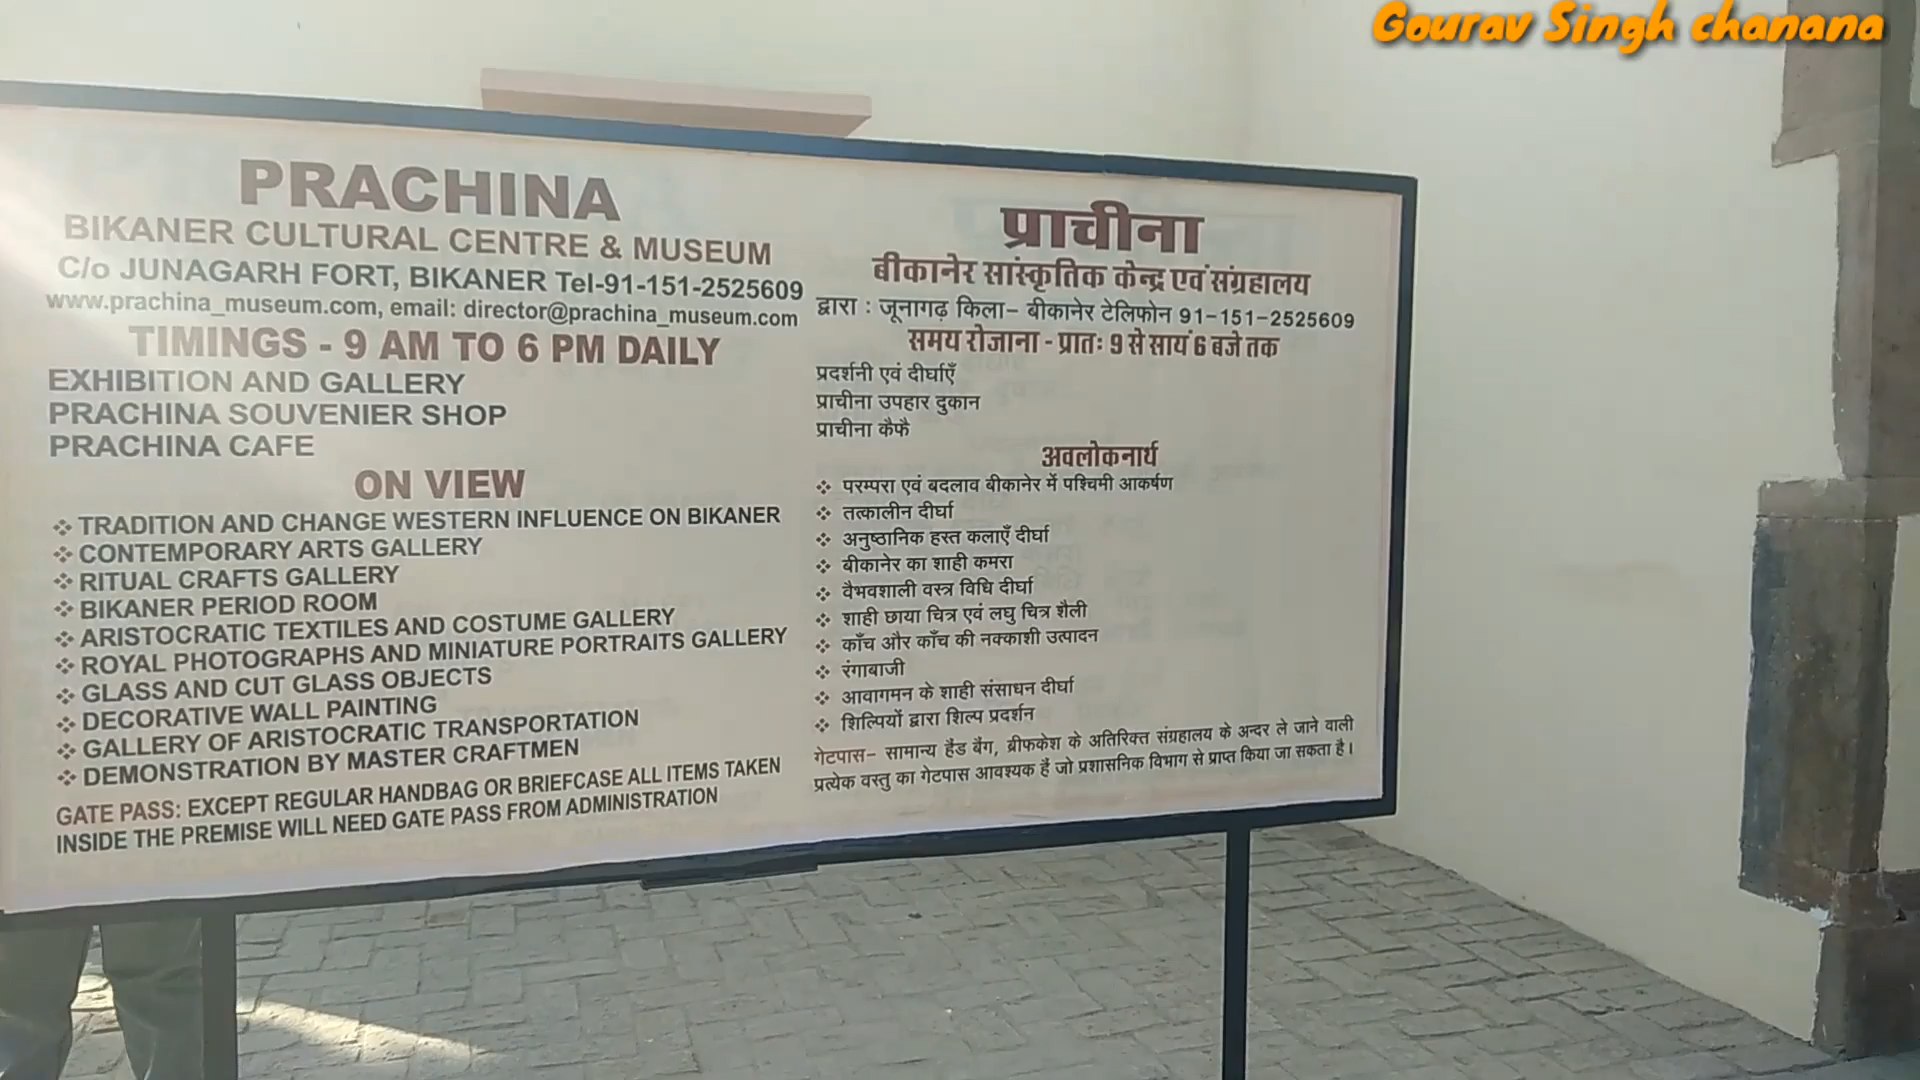 Gourav Singh chanana
PRACHINA
BIKANER CULTURAL CENTRE & MUSEUM
C/o JUNAGARH FORT, BIKANER Tel-91-151-2525609
www.prachina_museum.com, email: director@prachina_museum.com
TIMINGS - 9 AM TO 6 PM DAILY
EXHIBITION AND GALLERY
PRACHINA SOUVENIER SHOP
PRACHINA CAFE
ON VIEW
❖ TRADITION AND CHANGE WESTERN INFLUENCE ON BIKANER
❖ CONTEMPORARY ARTS GALLERY
❖ RITUAL CRAFTS GALLERY
❖ BIKANER PERIOD ROOM
❖ ARISTOCRATIC TEXTILES AND COSTUME GALLERY
❖ ROYAL PHOTOGRAPHS AND MINIATURE PORTRAITS GALLERY
❖ GLASS AND CUT GLASS OBJECTS
❖ DECORATIVE WALL PAINTING
❖ GALLERY OF ARISTOCRATIC TRANSPORTATION
❖ DEMONSTRATION BY MASTER CRAFTMEN
GATE PASS: EXCEPT REGULAR HANDBAG OR BRIEFCASE ALL ITEMS TAKEN
INSIDE THE PREMISE WILL NEED GATE PASS FROM ADMINISTRATION
प्राचीना
बीकानेर सांस्कृतिक केन्द्र एवं संग्रहालय
द्वारा : जूनागढ़ किला- बीकानेर टेलिफोन 91-151-2525609
समय रोजाना - प्रातः 9 से सायं 6 बजे तक
प्रदर्शनी एवं दीर्घाएँ
प्राचीना उपहार दुकान
प्राचीना कैफै
अवलोकनार्थ
❖ परम्परा एवं बदलाव बीकानेर में पश्चिमी आकर्षण
❖ तत्कालीन दीर्घा
❖ अनुष्ठानिक हस्त कलाएँ दीर्घा
❖ बीकानेर का शाही कमरा
❖ वैभवशाली वस्त्र विधि दीर्घा
❖ शाही छाया चित्र एवं लघु चित्र शैली
❖ काँच और काँच की नक्काशी उत्पादन
❖ रंगाबाजी
❖ आवागमन के शाही संसाधन दीर्घा
❖ शिल्पियों द्वारा शिल्प प्रदर्शन
गेटपास- सामान्य हैड बैग, ब्रीफकेश के अतिरिक्त संग्रहालय के अन्दर ले जाने वाली
प्रत्येक वस्तु का गेटपास आवश्यक हैं जो प्रशासनिक विभाग से प्राप्त किया जा सकता है।